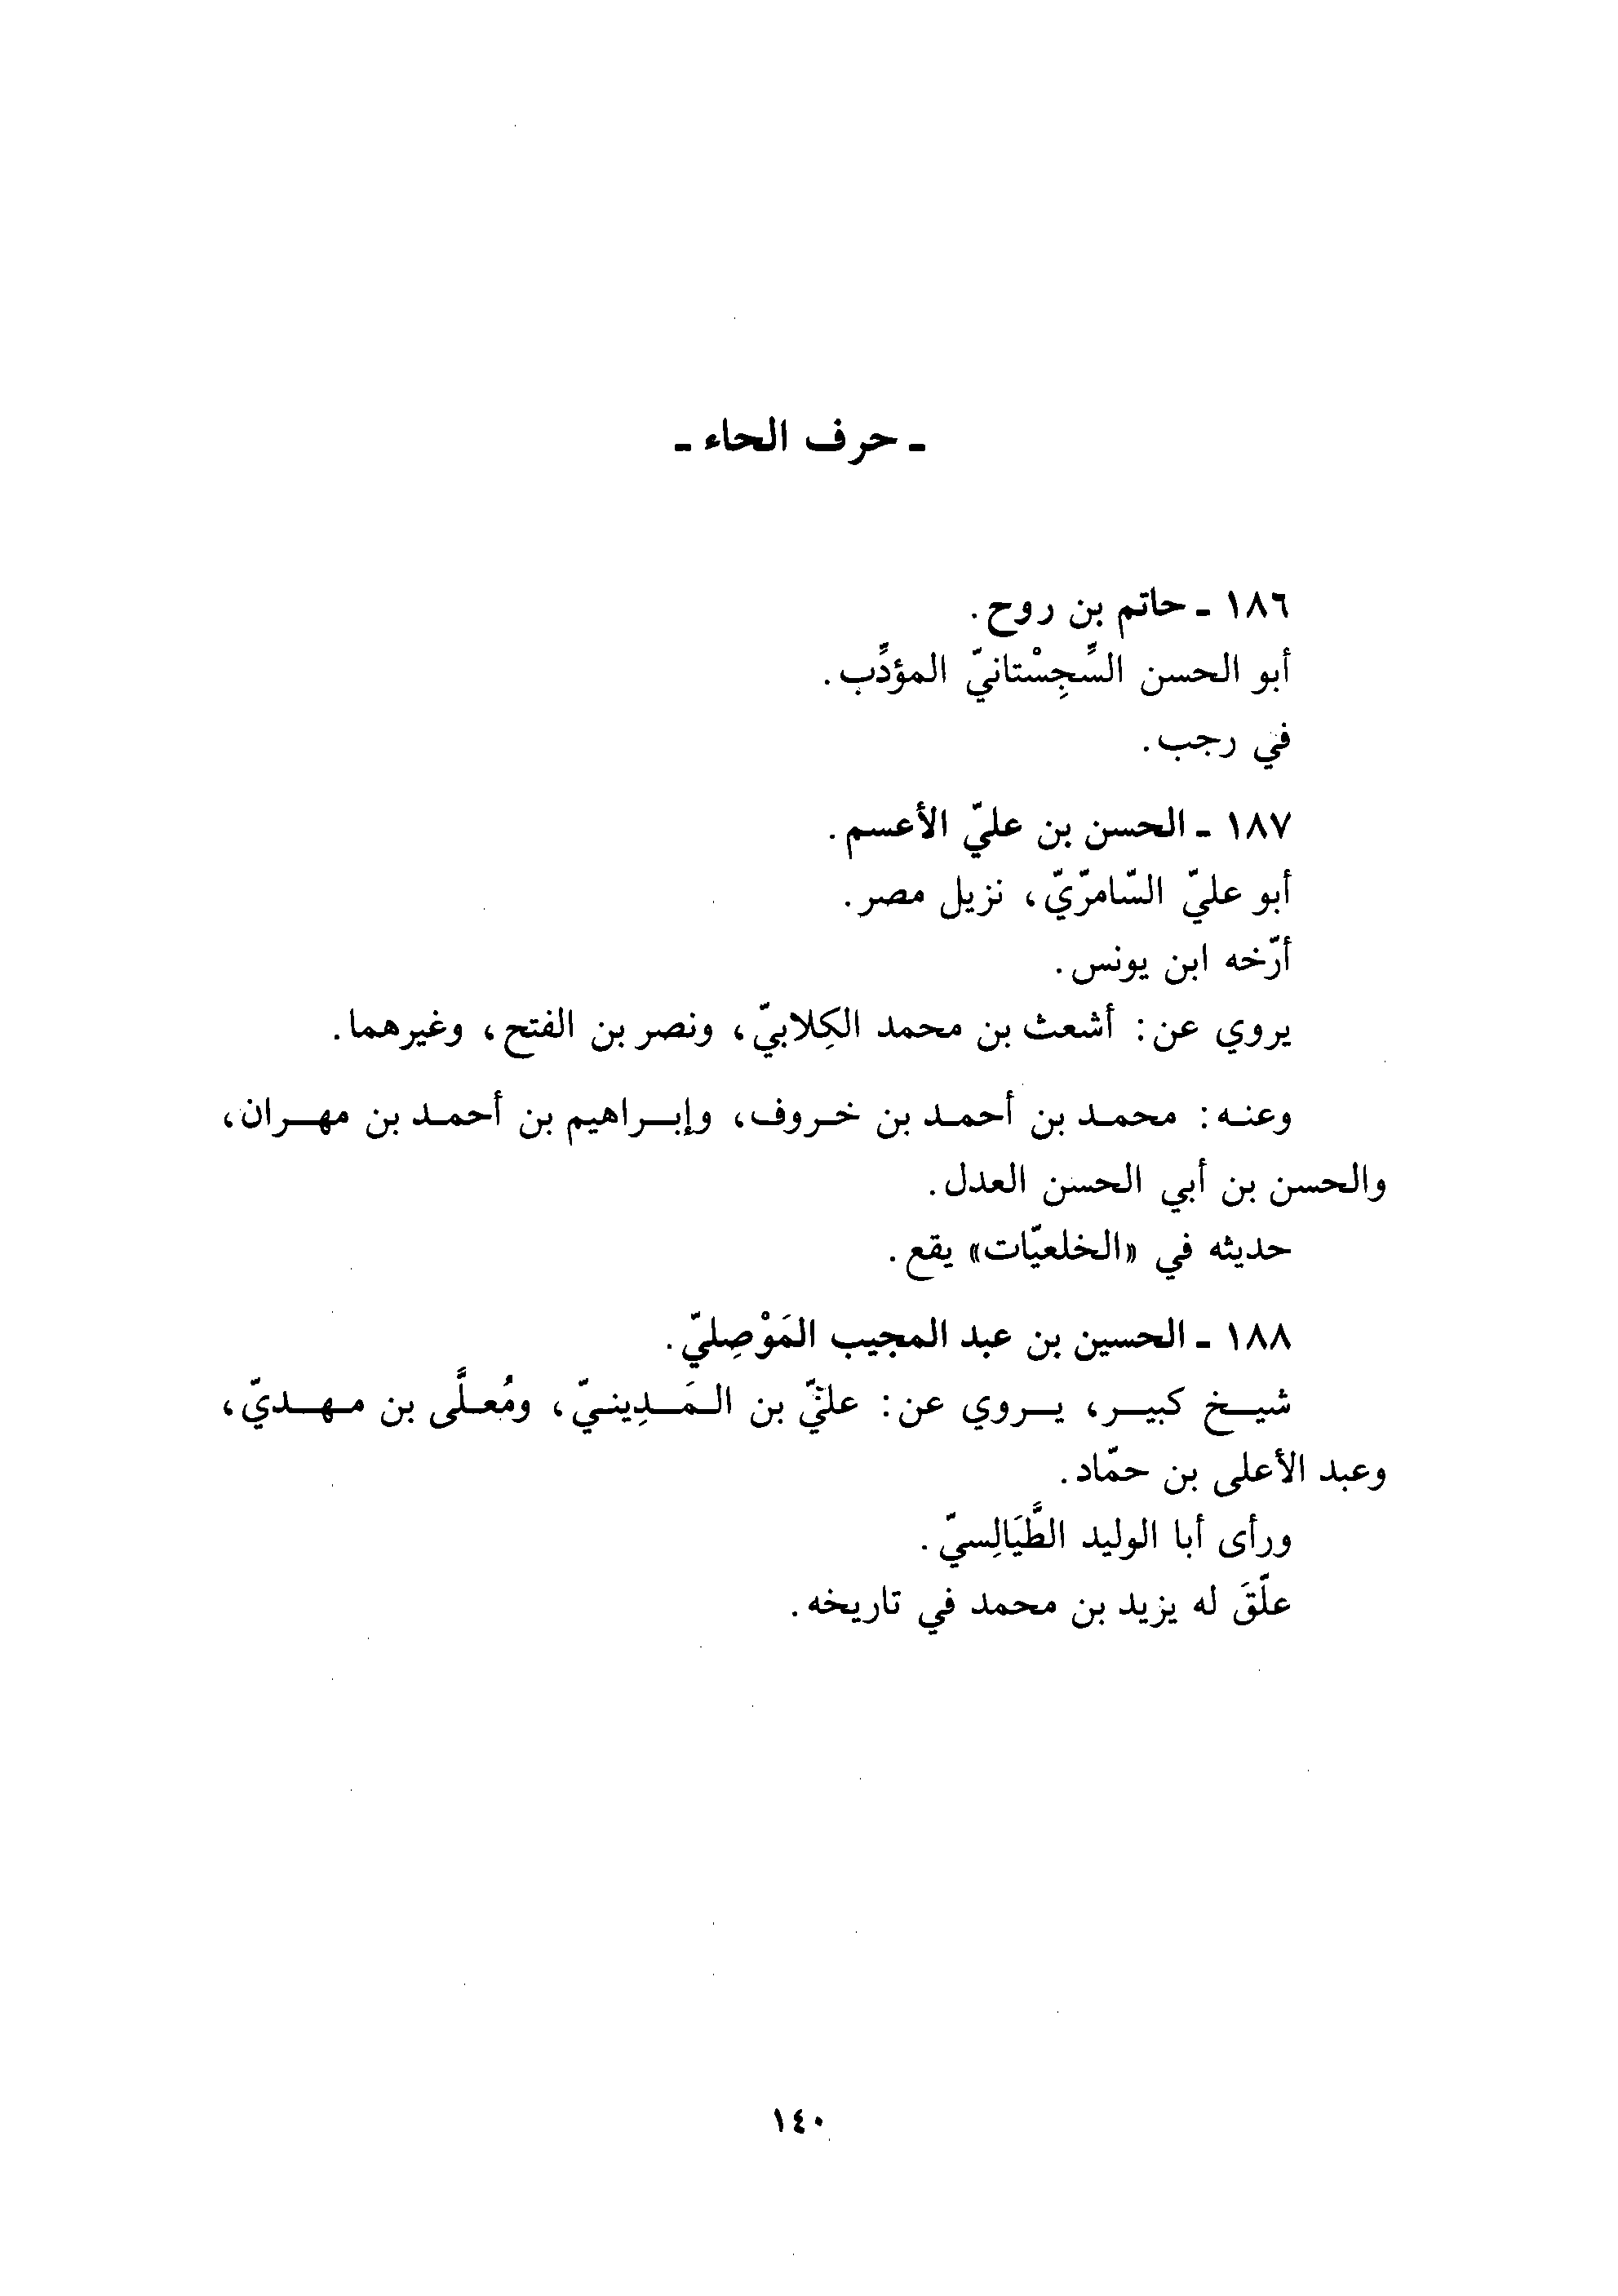 ـ حرف الحاء ـ
١٨٦ ـ حاتم بن روح.
أبو الحسن السِّجِسْتانيّ المؤدِّب.
في رجب.
١٨٧ ـ الحسن بن عليّ الأعسم.
أبو عليّ السّامرّيّ، نزيل مصر.
أرّخه ابن يونس.
يروي عن: أشعث بن محمد الكِلابيّ، ونصر بن الفتح، وغيرهما.
وعنه: محمد بن أحمد بن خروف، وإبراهيم بن أحمد بن مهران،
والحسن بن أبي الحسن العدل.
حديثه في «الخلعيّات» يقع.
١٨٨ ـ الحسين بن عبد المجيب المَوْصِليّ.
شيخ كبير، يروي عن: عليّ بن المَدِينيّ، ومُعلَّى بن مهديّ،
وعبد الأعلى بن حمّاد.
ورأى أبا الوليد الطَّيَالِسيّ.
علّقَ له يزيد بن محمد في تاريخه.
١٤٠